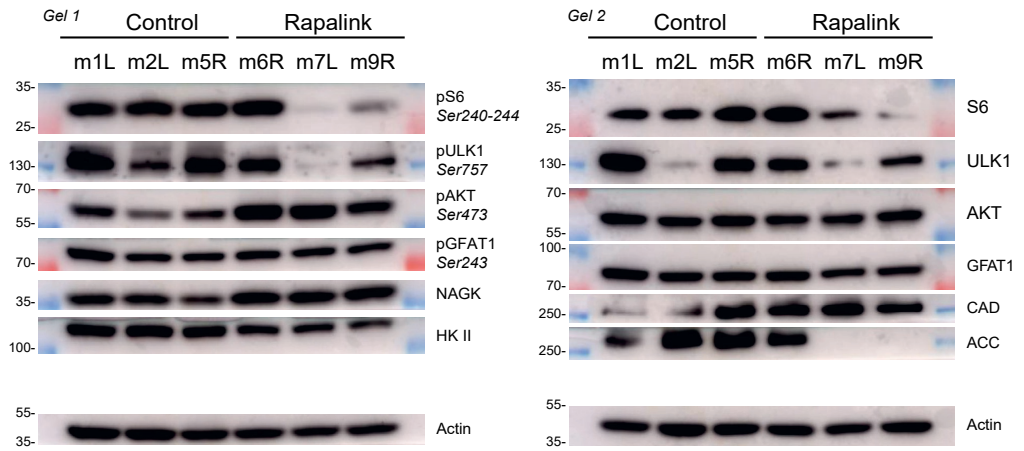 Gel 1
Control Rapalink
m1L m2L m5R m6R m7L m9R
35-
25-
pS6
Ser240-244
130-
pULK1
Ser757
70-
55-
pAKT
Ser473
70-
pGFAT1
Ser243
35-
NAGK
100-
HK II
55-
35-
Actin
Gel 2
Control Rapalink
m1L m2L m5R m6R m7L m9R
35-
25-
S6
130-
ULK1
70-
55-
AKT
100-
70-
GFAT1
250-
CAD
250-
ACC
55-
35-
Actin